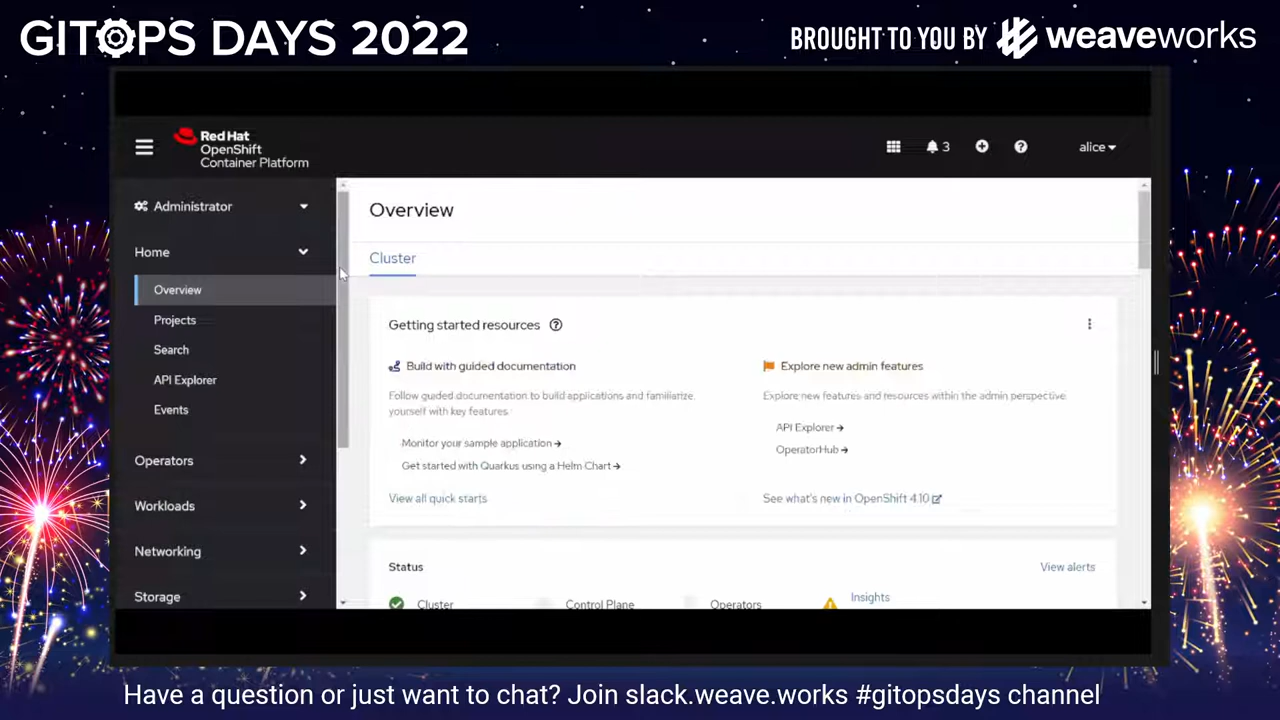 GITOPS DAYS 2022
BROUGHT TO YOU BY weaveworks
Red Hat
OpenShift
Container Platform
3
alice
Administrator
Home
Overview
Projects
Search
API Explorer
Events
Operators
Workloads
Networking
Storage
Overview
Cluster
Getting started resources
Build with guided documentation
Follow guided documentation to build applications and familiarize
yourself with key features.
Monitor your sample application
Get started with Quarkus using a Helm Chart
View all quick starts
Explore new admin features
Explore new features and resources within the admin perspective.
API Explorer
OperatorHub
See what's new in OpenShift 4.10
Status
View alerts
Cluster
Control Plane
Operators
Insights
Have a question or just want to chat? Join slack.weave.works #gitopsdays channel